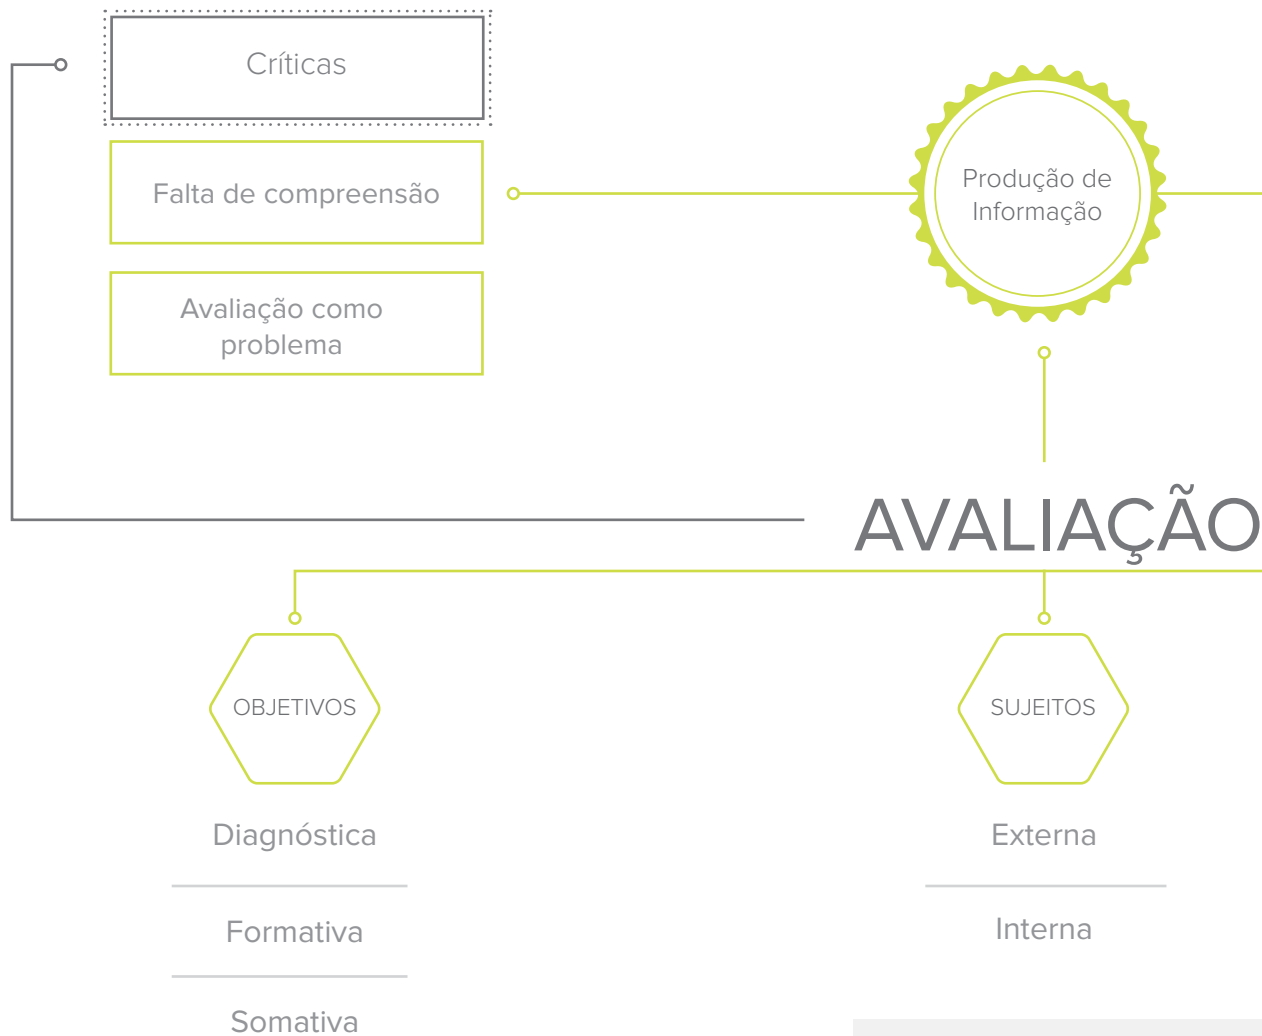 Críticas
Falta de compreensão
Avaliação como
problema
Produção de
Informação
AVALIAÇÃO
OBJETIVOS
Diagnóstica
Formativa
Somativa
SUJEITOS
Externa
Interna